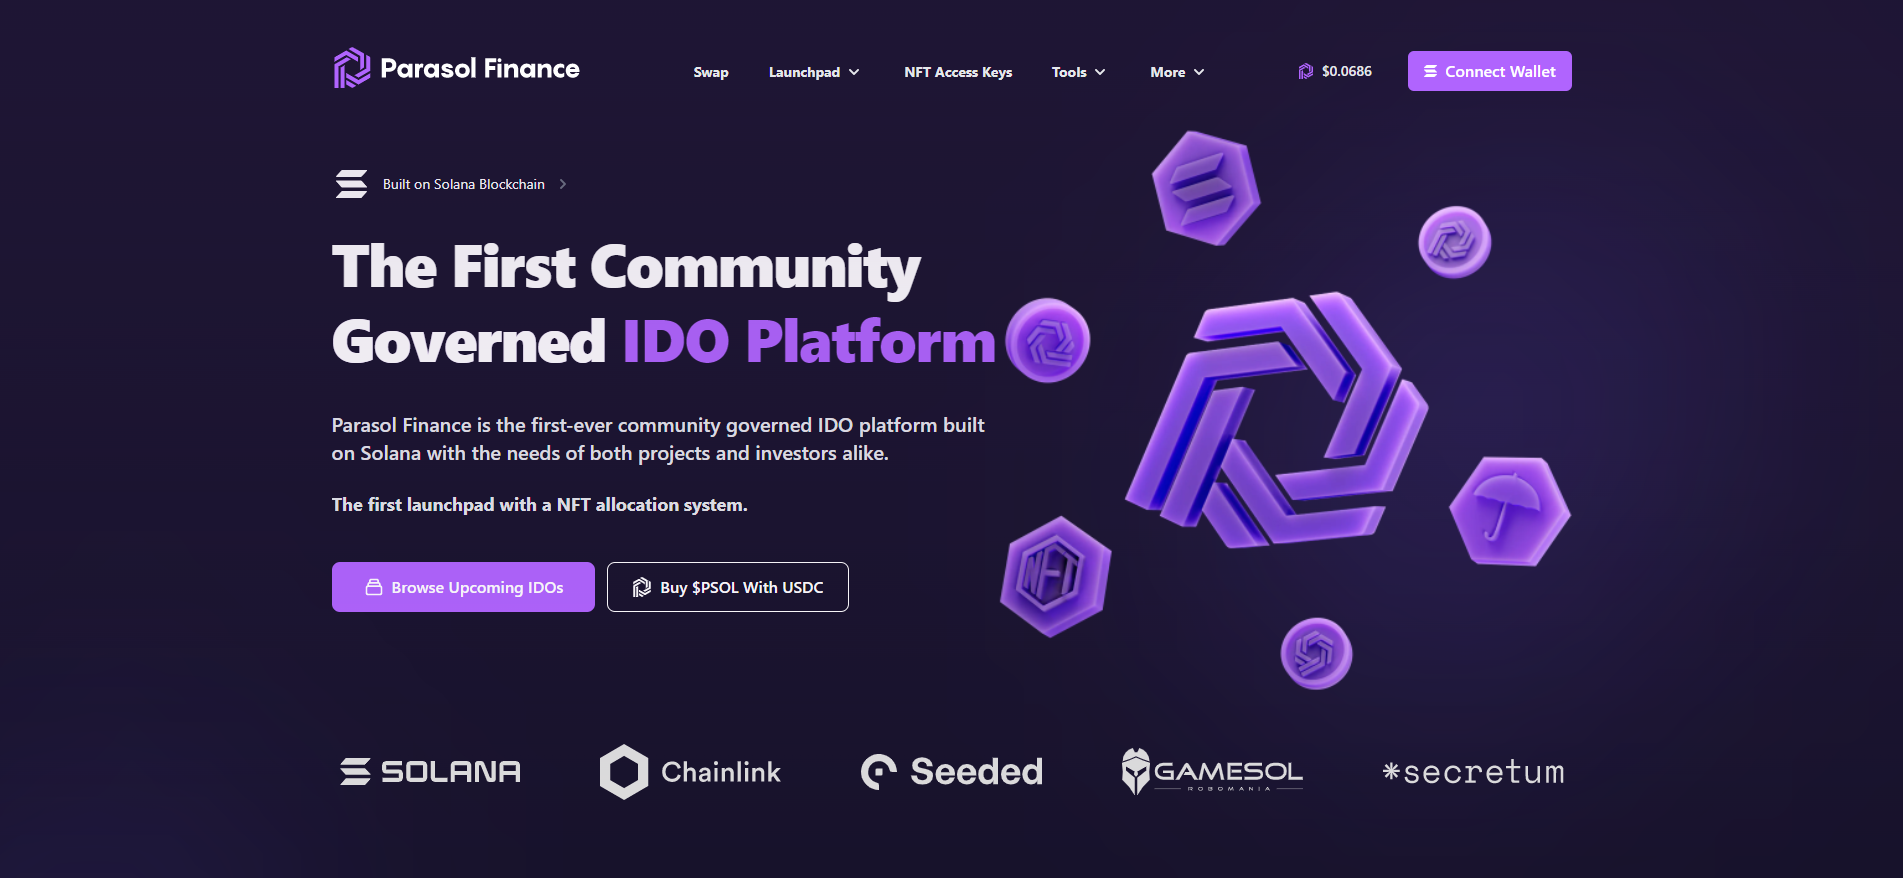 Parasol Finance
Swap
Launchpad
NFT Access Keys
Tools
More
$0.0686
Connect Wallet
Built on Solana Blockchain
The First Community
Governed IDO Platform
Parasol Finance is the first-ever community governed IDO platform built
on Solana with the needs of both projects and investors alike.
The first launchpad with a NFT allocation system.
Browse Upcoming IDOs
Buy $PSOL With USDC
NFT
SOLANA
Chainlink
Seeded
GAMESOL
ROBOMANIA
*secretum